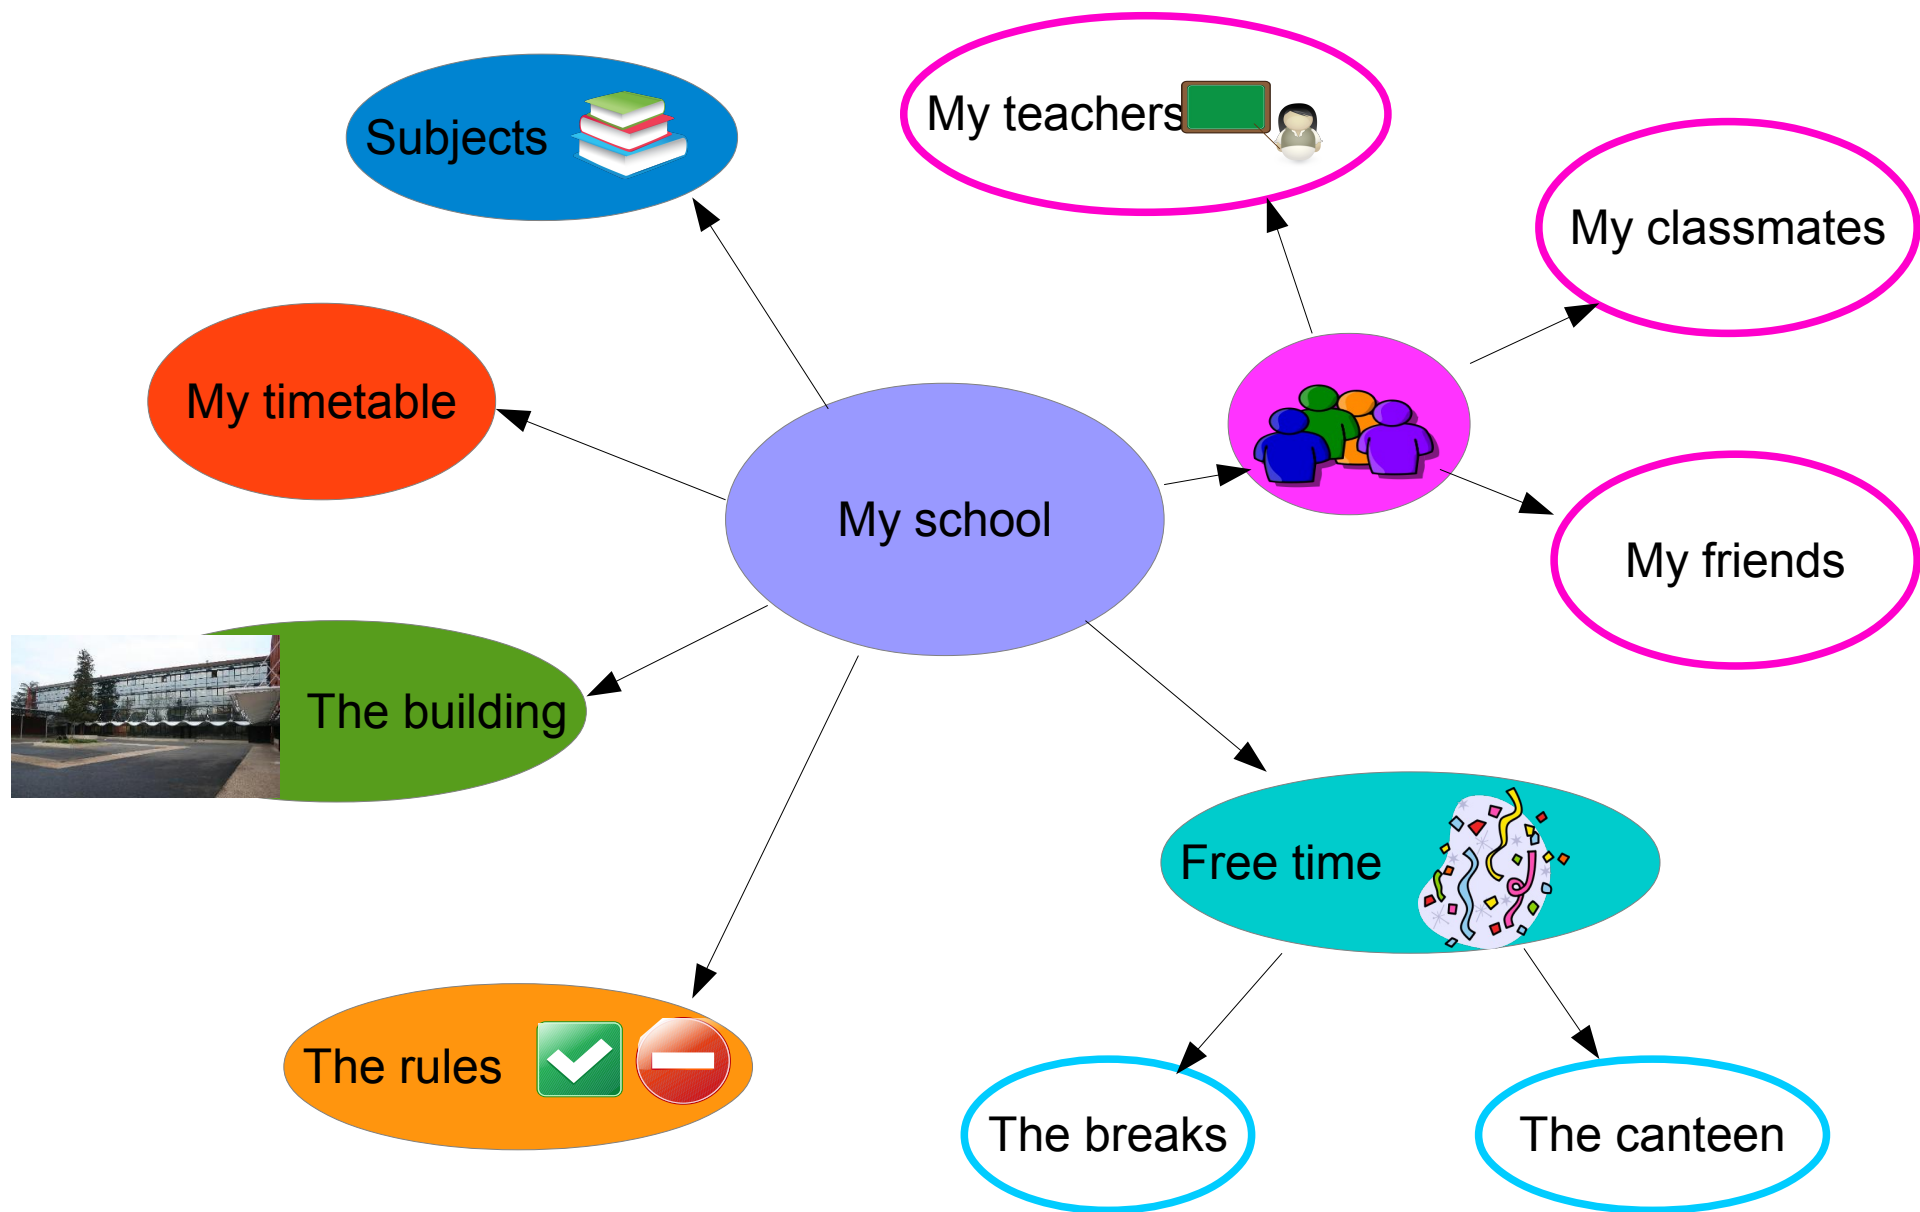 Subjects
My teachers
My classmates
My timetable
My school
My friends
The building
Free time
The rules
The breaks
The canteen